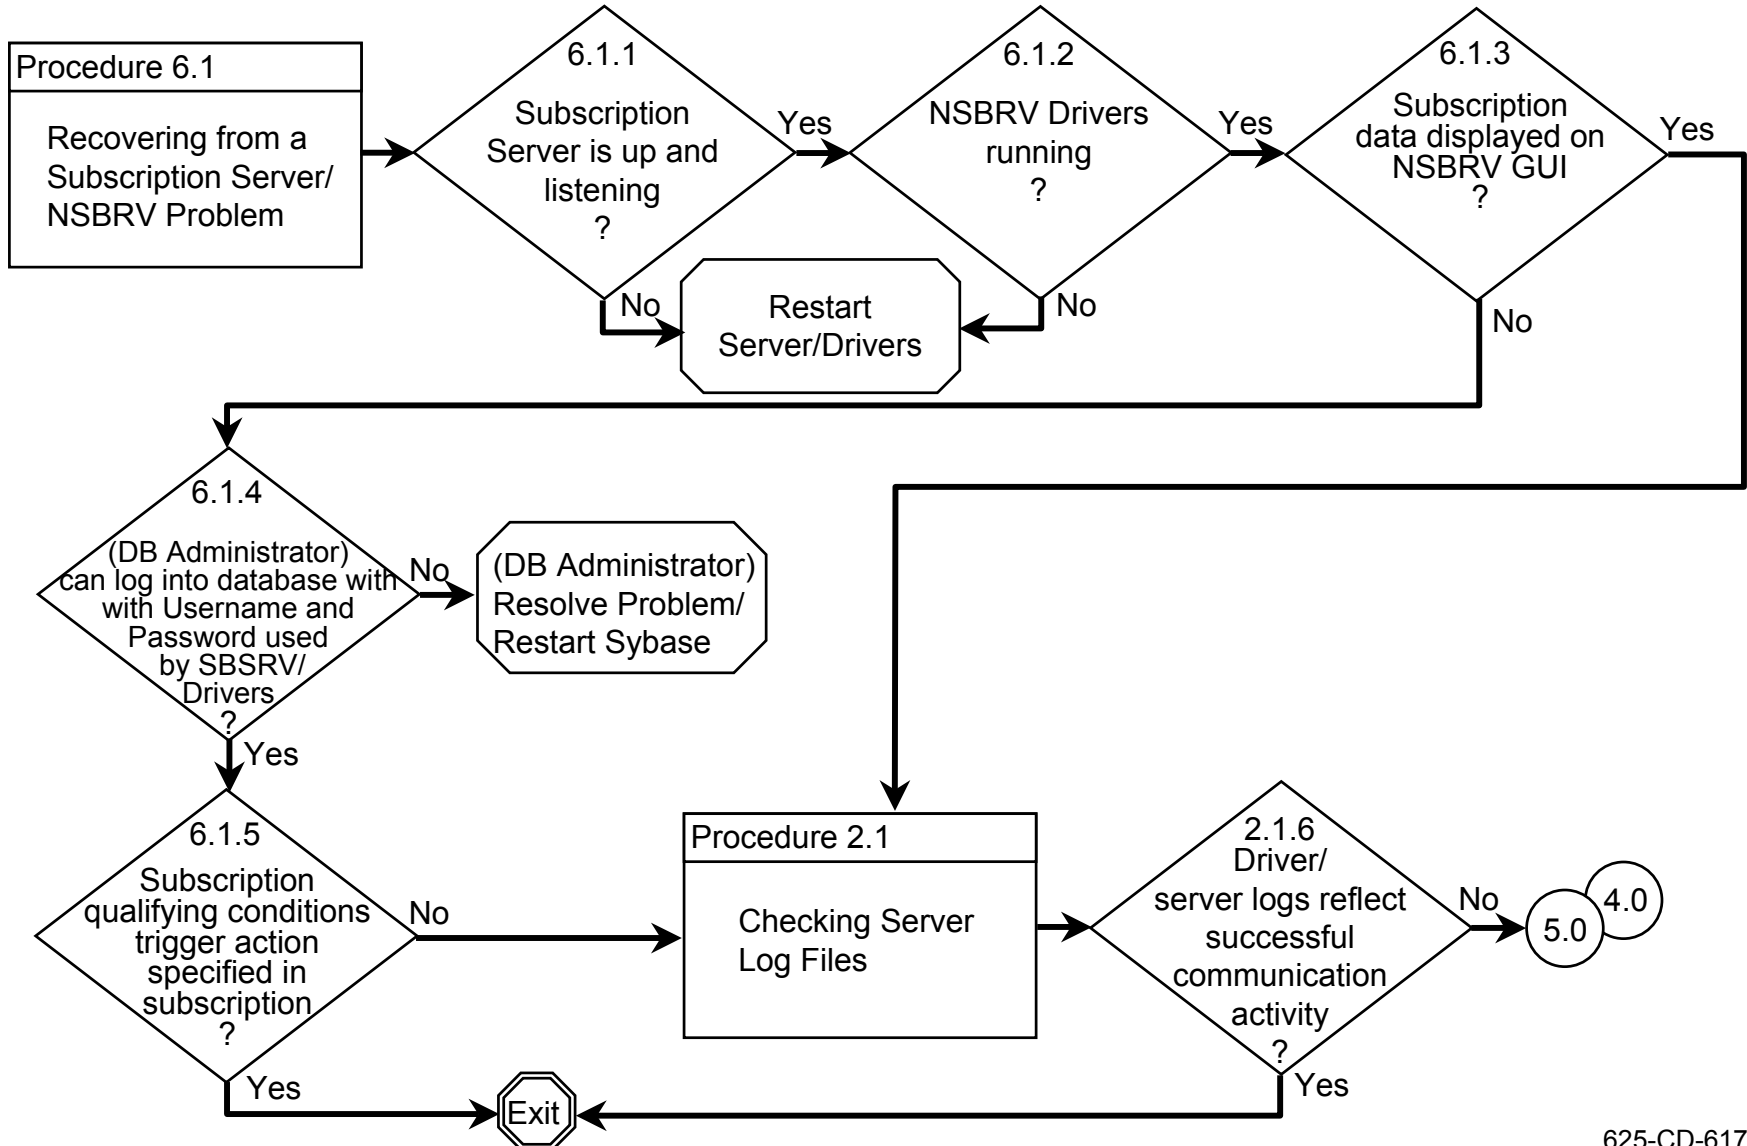 Procedure 6.1
Recovering from a
Subscription Server/
NSBRV Problem
6.1.1
Subscription
Server is up and
listening
?
Yes
No
6.1.2
NSBRV Drivers
running
?
Yes
No
6.1.3
Subscription
data displayed on
NSBRV GUI
?
Yes
No
Restart
Server/Drivers
6.1.4
(DB Administrator)
can log into database with
with Username and
Password used
by SBSRV/
Drivers
?
No
Yes
(DB Administrator)
Resolve Problem/
Restart Sybase
6.1.5
Subscription
qualifying conditions
trigger action
specified in
subscription
?
No
Yes
Procedure 2.1
Checking Server
Log Files
2.1.6
Driver/
server logs reflect
successful
communication
activity
?
No
Yes
4.0
5.0
Exit
625-CD-617